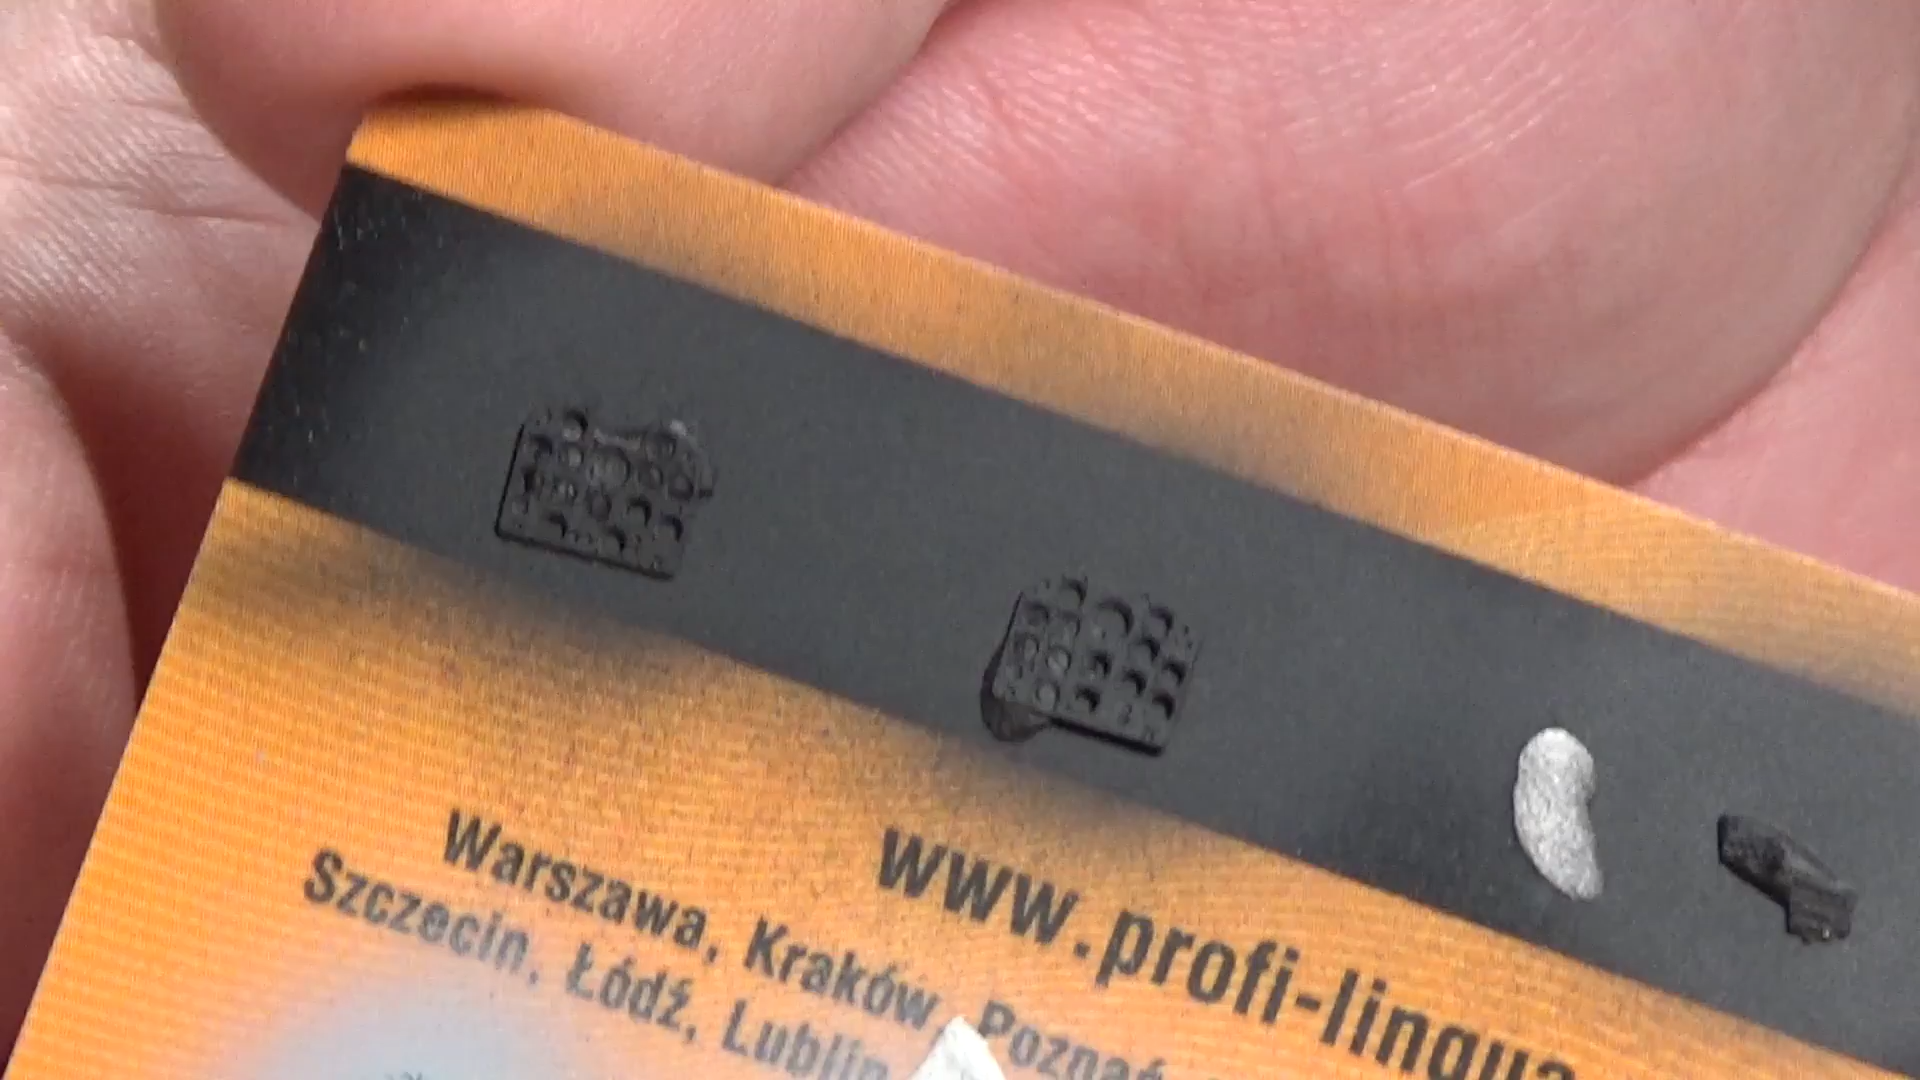 Warszawa, Kraków, Poznań
Szczecin, Łódź, Lublin
www.profi-lingua